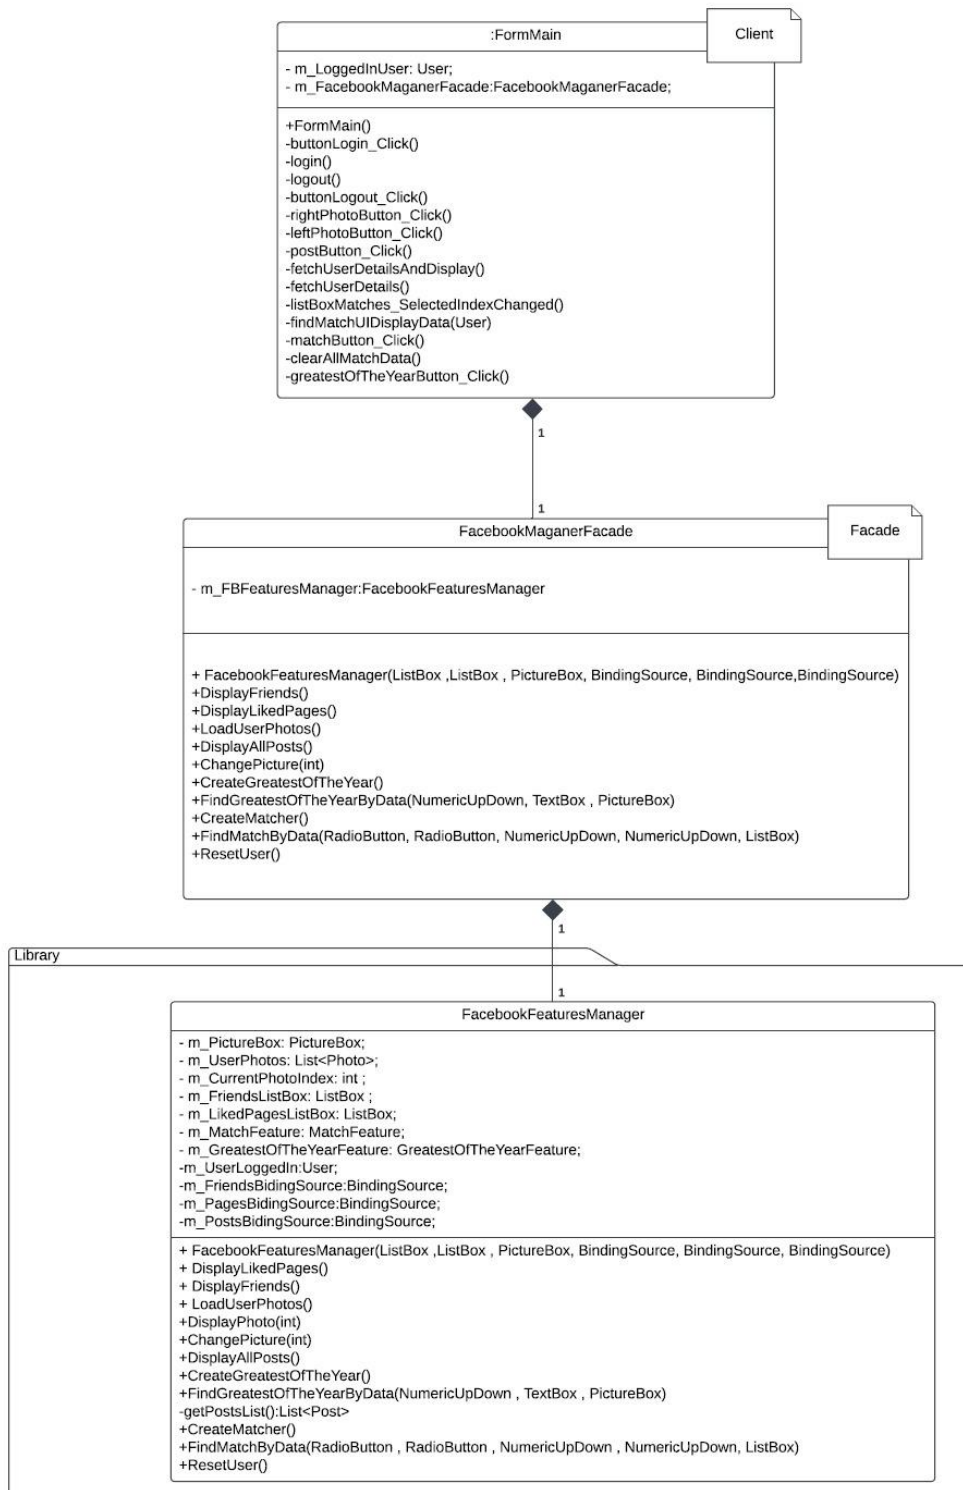 :FormMain
Client
- m_LoggedInUser: User;
- m_FacebookMaganerFacade:FacebookMaganerFacade;
+FormMain()
-buttonLogin_Click()
-login()
-logout()
-buttonLogout_Click()
-rightPhotoButton_Click()
-leftPhotoButton_Click()
-postButton_Click()
-fetchUserDetailsAndDisplay()
-fetchUserDetails()
-listBoxMatches_SelectedIndexChanged()
-findMatchUIDisplayData(User)
-matchButton_Click()
-clearAllMatchData()
-greatestOfTheYearButton_Click()
1
1
FacebookMaganerFacade
Facade
- m_FBFeaturesManager:FacebookFeaturesManager
+ FacebookFeaturesManager(ListBox ,ListBox , PictureBox, BindingSource, BindingSource,BindingSource)
+DisplayFriends()
+DisplayLikedPages()
+LoadUserPhotos()
+DisplayAllPosts()
+ChangePicture(int)
+CreateGreatestOfTheYear()
+FindGreatestOfTheYearByData(NumericUpDown, TextBox , PictureBox)
+CreateMatcher()
+FindMatchByData(RadioButton, RadioButton, NumericUpDown, NumericUpDown, ListBox)
+ResetUser()
1
Library
1
FacebookFeaturesManager
- m_PictureBox: PictureBox;
- m_UserPhotos: List<Photo>;
- m_CurrentPhotoIndex: int ;
- m_FriendsListBox: ListBox ;
- m_LikedPagesListBox: ListBox;
- m_MatchFeature: MatchFeature;
- m_GreatestOfTheYearFeature: GreatestOfTheYearFeature;
-m_UserLoggedIn:User;
-m_FriendsBidingSource:BindingSource;
-m_PagesBidingSource:BindingSource;
-m_PostsBidingSource:BindingSource;
+ FacebookFeaturesManager(ListBox ,ListBox , PictureBox, BindingSource, BindingSource, BindingSource)
+ DisplayLikedPages()
+ DisplayFriends()
+ LoadUserPhotos()
+DisplayPhoto(int)
+ChangePicture(int)
+DisplayAllPosts()
+CreateGreatestOfTheYear()
+FindGreatestOfTheYearByData(NumericUpDown , TextBox , PictureBox)
-getPostsList():List<Post>
+CreateMatcher()
+FindMatchByData(RadioButton , RadioButton , NumericUpDown , NumericUpDown, ListBox)
+ResetUser()